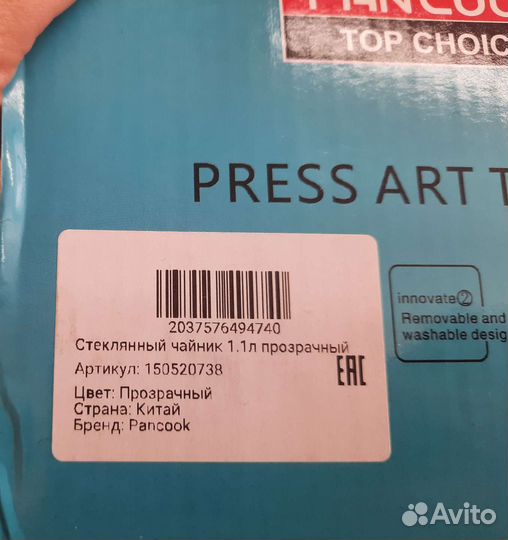 TOP CHOIC
PRESS ART T
2037576494740
Стеклянный чайник 1.1л прозрачный
Артикул: 150520738
Цвет: Прозрачный
Страна: Китай
Бренд: Pancook
EAC
innovate②
Removable and
washable desig
Avito